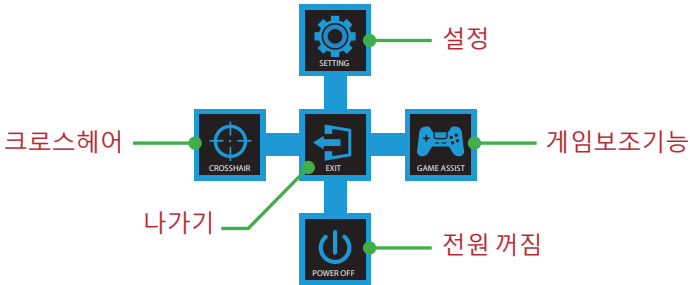 설정
SETTING
크로스헤어
CROSSHAIR
EXIT
GAME ASSIST
게임보조기능
나가기
전원 꺼짐
POWER OFF